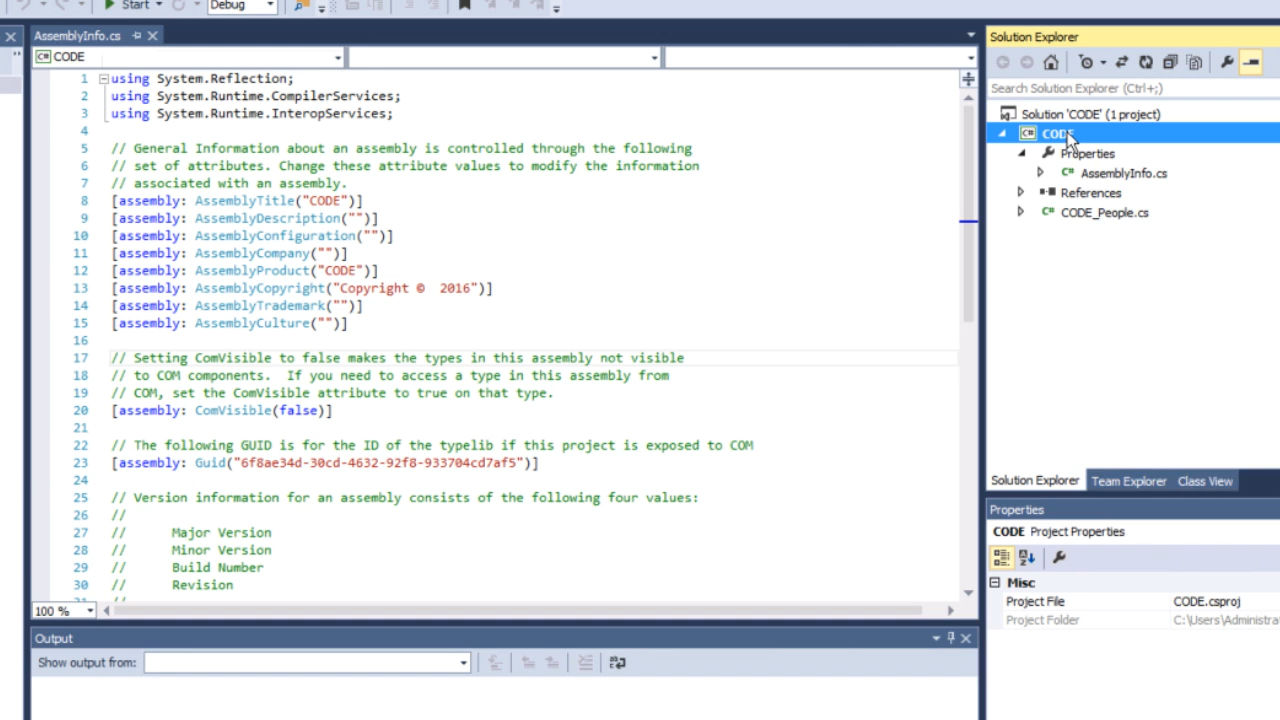 Start
Debug
AssemblyInfo.cs
CODE
1 using System.Reflection;
2 using System.Runtime.CompilerServices;
3 using System.Runtime.InteropServices;
4
5 // General Information about an assembly is controlled through the following
6 // set of attributes. Change these attribute values to modify the information
7 // associated with an assembly.
8 [assembly: AssemblyTitle("CODE")]
9 [assembly: AssemblyDescription("")]
10 [assembly: AssemblyConfiguration("")]
11 [assembly: AssemblyCompany("")]
12 [assembly: AssemblyProduct("CODE")]
13 [assembly: AssemblyCopyright("Copyright ©  2016")]
14 [assembly: AssemblyTrademark("")]
15 [assembly: AssemblyCulture("")]
16
17 // Setting ComVisible to false makes the types in this assembly not visible
18 // to COM components.  If you need to access a type in this assembly from
19 // COM, set the ComVisible attribute to true on that type.
20 [assembly: ComVisible(false)]
21
22 // The following GUID is for the ID of the typelib if this project is exposed to COM
23 [assembly: Guid("6f8ae34d-30cd-4632-92f8-933704cd7af5")]
24
25 // Version information for an assembly consists of the following four values:
26 //
27 //      Major Version
28 //      Minor Version
29 //      Build Number
30 //      Revision
100 %
Output
Show output from:
Solution Explorer
Search Solution Explorer (Ctrl+;)
Solution 'CODE' (1 project)
C# CODE
Properties
C# AssemblyInfo.cs
References
C# CODE_People.cs
Solution Explorer Team Explorer Class View
Properties
CODE Project Properties
Misc
Project File CODE.csproj
Project Folder C:\Users\Administra